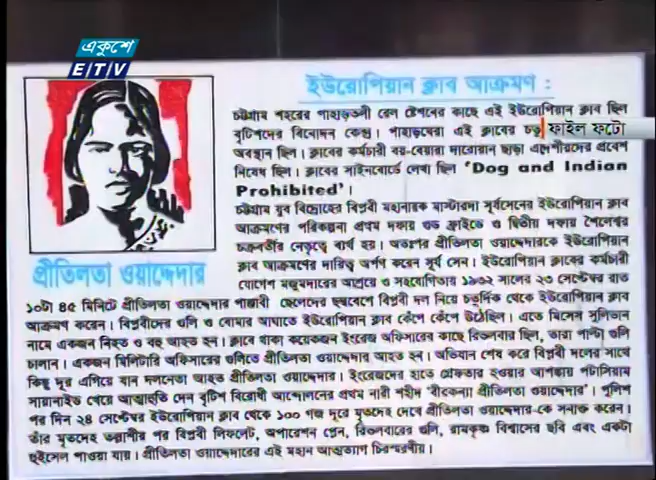 একুশে
ETV
ইউরোপিয়ান ক্লাব আক্রমণ :
চট্টগ্রাম শহরের পাহাড়তলী রেল ষ্টেশনের কাছে এই ইউরোপিয়ান ক্লাব ছিল
বৃটিশদের বিনোদন কেন্দ্র। পাহাড়ঘেরা এই ক্লাবের চতু
ফাইল ফটো
অবস্থান ছিল। ক্লাবের কর্মচারী বয়-বেয়ারা দারোয়ান ছাড়া এদেশীয়দের প্রবেশ
নিষেধ ছিল। ক্লাবের সাইনবোর্ডে লেখা ছিল 'Dog and Indian
Prohibited'।
চট্টগ্রাম যুব বিদ্রোহের বিপ্লবী মহানায়ক মাস্টারদা সূর্যসেনের ইউরোপিয়ান ক্লাব
আক্রমণের পরিকল্পনা প্রথম দফায় গুড ফ্রাইডে ও দ্বিতীয় দফায় শৈলেশ্বর
চক্রবর্তীর নেতৃত্বে ব্যর্থ হয়। অতঃপর প্রীতিলতা ওয়াদ্দেদারকে ইউরোপিয়ান
ক্লাব আক্রমণের দায়িত্ব অর্পণ করেন সূর্য সেন। ইউরোপিয়ান ক্লাবের কর্মচারী
যোগেশ মজুমদারের আশ্রয়ে ও সহযোগিতায় ১৯৩২ সালের ২৩ সেপ্টেম্বর রাত
প্রীতিলতা ওয়াদ্দেদার
১০টা ৪৫ মিনিটে প্রীতিলতা ওয়াদ্দেদার পাঞ্জাবী ছেলেদের ছদ্মবেশে বিপ্লবী দল নিয়ে চতুর্দিক থেকে ইউরোপিয়ান ক্লাব
আক্রমণ করেন। বিপ্লবীদের গুলি ও বোমার আঘাতে ইউরোপিয়ান ক্লাব কেঁপে কেঁপে উঠেছিল। এতে মিসেস সুলিভান
নামে একজন নিহত ও বহু আহত হন। ক্লাবে থাকা কয়েকজন ইংরেজ অফিসারের কাছে রিভলবার ছিল, তারা পাল্টা গুলি
চালান। একজন মিলিটারি অফিসারের গুলিতে প্রীতিলতা ওয়াদ্দেদার আহত হন। অভিযান শেষ করে বিপ্লবী দলের সাথে
কিছু দূর এগিয়ে যান দলনেতা আহত প্রীতিলতা ওয়াদ্দেদার। ইংরেজদের হাতে গ্রেফতার হওয়ার আশঙ্কায় পটাসিয়াম
সায়ানাইড খেয়ে আত্মাহুতি দেন বৃটিশ বিরোধী আন্দোলনের প্রথম নারী শহীদ 'বীরকন্যা প্রীতিলতা ওয়াদ্দেদার'। পুলিশ
পর দিন ২৪ সেপ্টেম্বর ইউরোপিয়ান ক্লাব থেকে ১০০ গজ দূরে মৃতদেহ দেখে প্রীতিলতা ওয়াদ্দেদার-কে সনাক্ত করেন।
তাঁর মৃতদেহ তল্লাশীর পর বিপ্লবী লিফলেট, অপারেশন প্লেন, রিভলবারের গুলি, রামকৃষ্ণ বিশ্বাসের ছবি এবং একটা
হুইসেল পাওয়া যায়। প্রীতিলতা ওয়াদ্দেদারের এই মহান আত্মত্যাগ চিরস্মরণীয়।